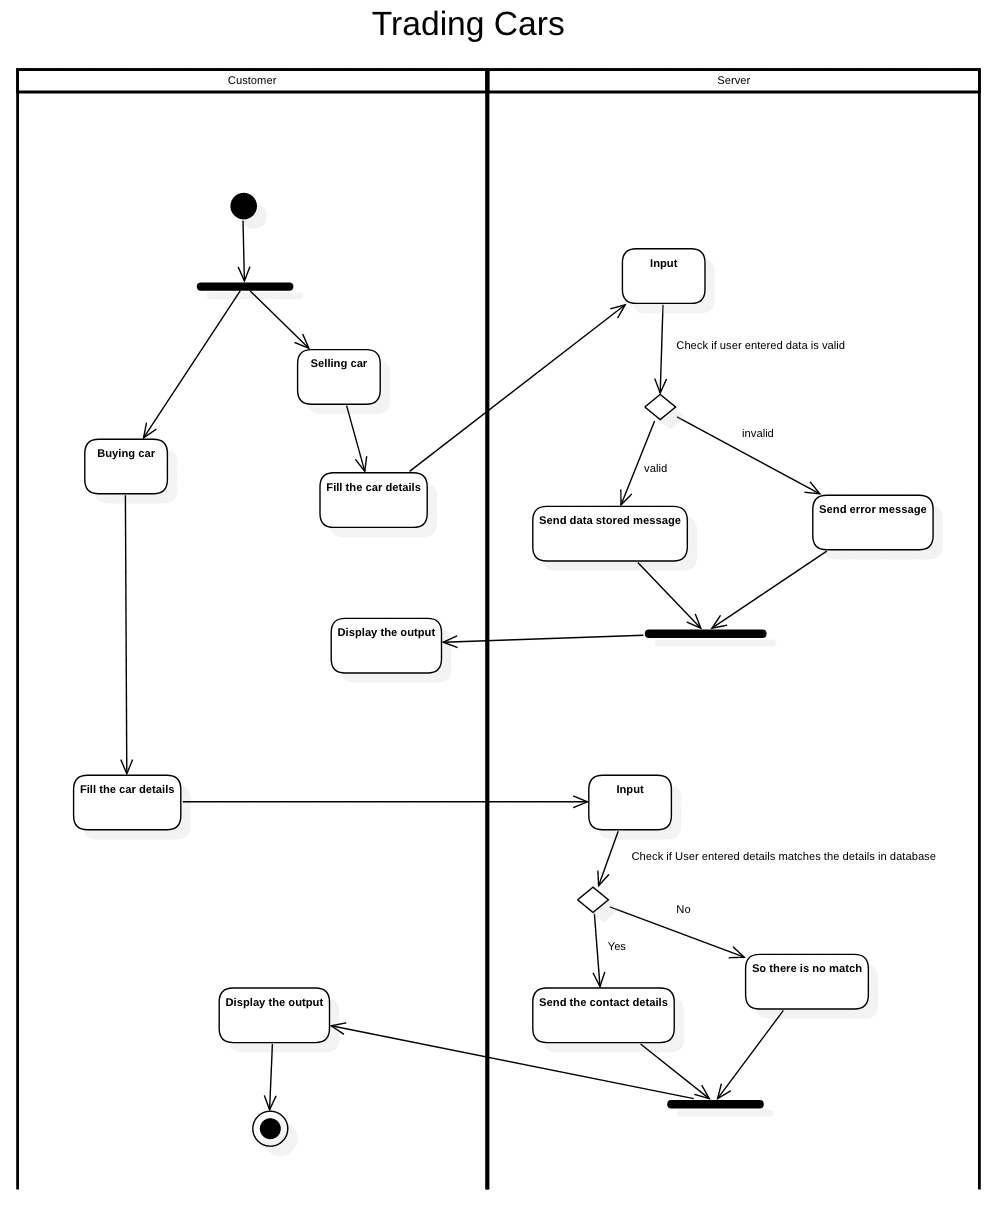 Trading Cars
Customer
Server
Input
Check if user entered data is valid
Selling car
invalid
Buying car
valid
Fill the car details
Send data stored message
Send error message
Display the output
Fill the car details
Input
Check if User entered details matches the details in database
No
Yes
So there is no match
Display the output
Send the contact details